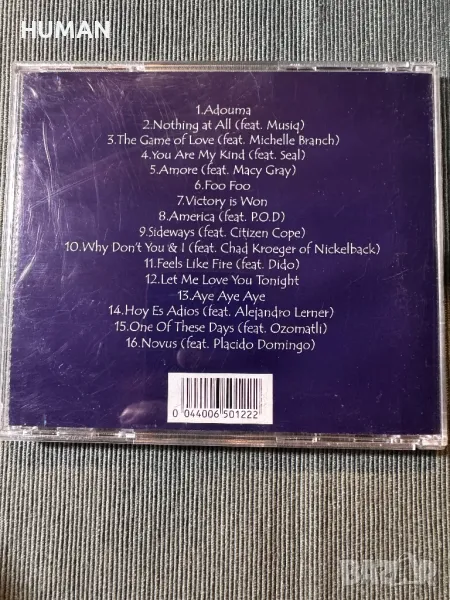 HUMAN
1.Adouma
2.Nothing at All (feat. Musiq)
3.The Game of Love (feat. Michelle Branch)
4.You Are My Kind (feat. Seal)
5.Amore (feat. Macy Gray)
6.Foo Foo
7.Victory is Won
8.America (feat. P.O.D)
9.Sideways (feat. Citizen Cope)
10.Why Don't You & I (feat. Chad Kroeger of Nickelback)
11.Feels Like Fire (feat. Dido)
12.Let Me Love You Tonight
13.Aye Aye Aye
14.Hoy Es Adios (feat. Alejandro Lerner)
15.One Of These Days (feat. Ozomatli)
16.Novus (feat. Placido Domingo)
0 044006 501222
BAZAR